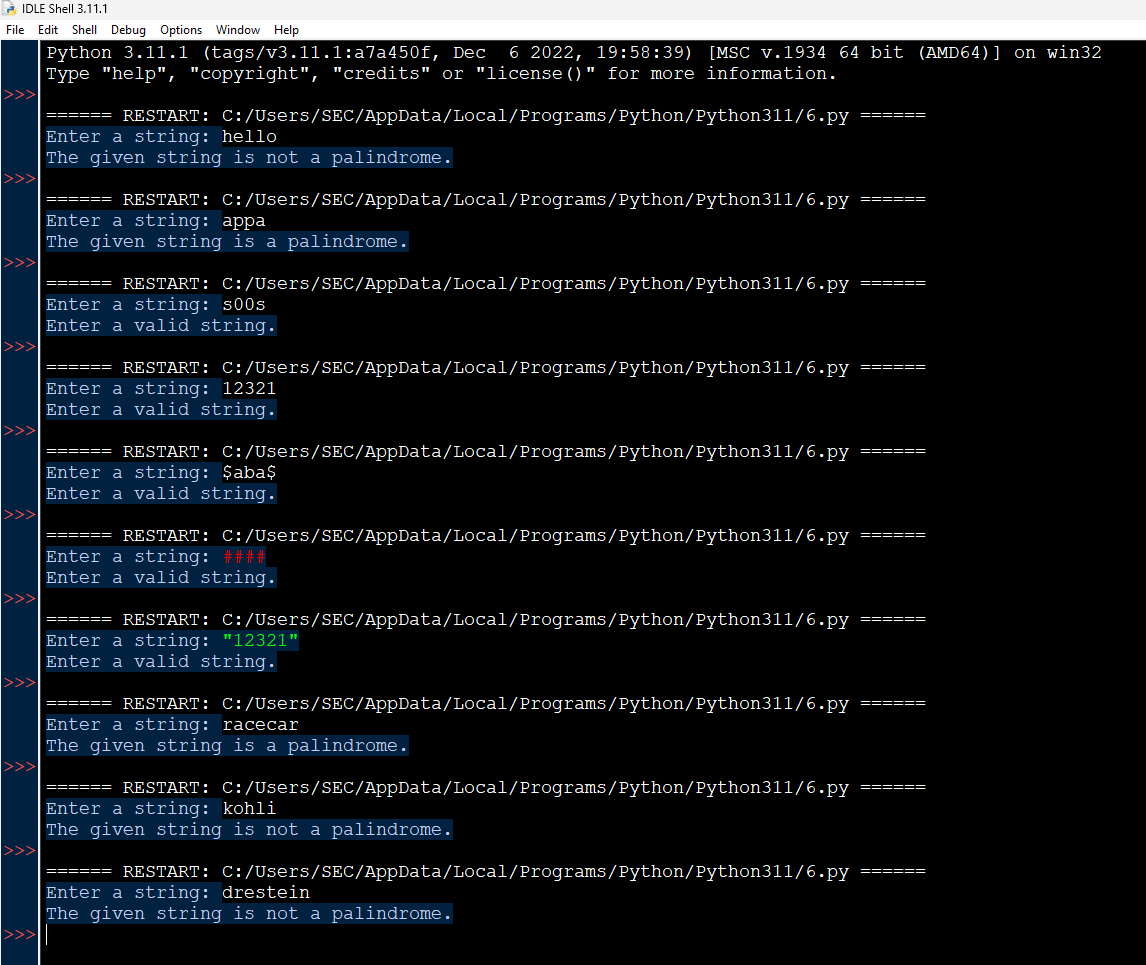 IDLE Shell 3.11.1
File Edit Shell Debug Options Window Help
Python 3.11.1 (tags/v3.11.1:a7a450f, Dec  6 2022, 19:58:39) [MSC v.1934 64 bit (AMD64)] on win32
Type "help", "copyright", "credits" or "license()" for more information.
>>>
====== RESTART: C:/Users/SEC/AppData/Local/Programs/Python/Python311/6.py ======
Enter a string: hello
The given string is not a palindrome.
>>>
====== RESTART: C:/Users/SEC/AppData/Local/Programs/Python/Python311/6.py ======
Enter a string: appa
The given string is a palindrome.
>>>
====== RESTART: C:/Users/SEC/AppData/Local/Programs/Python/Python311/6.py ======
Enter a string: s00s
Enter a valid string.
>>>
====== RESTART: C:/Users/SEC/AppData/Local/Programs/Python/Python311/6.py ======
Enter a string: 12321
Enter a valid string.
>>>
====== RESTART: C:/Users/SEC/AppData/Local/Programs/Python/Python311/6.py ======
Enter a string: $aba$
Enter a valid string.
>>>
====== RESTART: C:/Users/SEC/AppData/Local/Programs/Python/Python311/6.py ======
Enter a string: ####
Enter a valid string.
>>>
====== RESTART: C:/Users/SEC/AppData/Local/Programs/Python/Python311/6.py ======
Enter a string: "12321"
Enter a valid string.
>>>
====== RESTART: C:/Users/SEC/AppData/Local/Programs/Python/Python311/6.py ======
Enter a string: racecar
The given string is a palindrome.
>>>
====== RESTART: C:/Users/SEC/AppData/Local/Programs/Python/Python311/6.py ======
Enter a string: kohli
The given string is not a palindrome.
>>>
====== RESTART: C:/Users/SEC/AppData/Local/Programs/Python/Python311/6.py ======
Enter a string: drestein
The given string is not a palindrome.
>>>